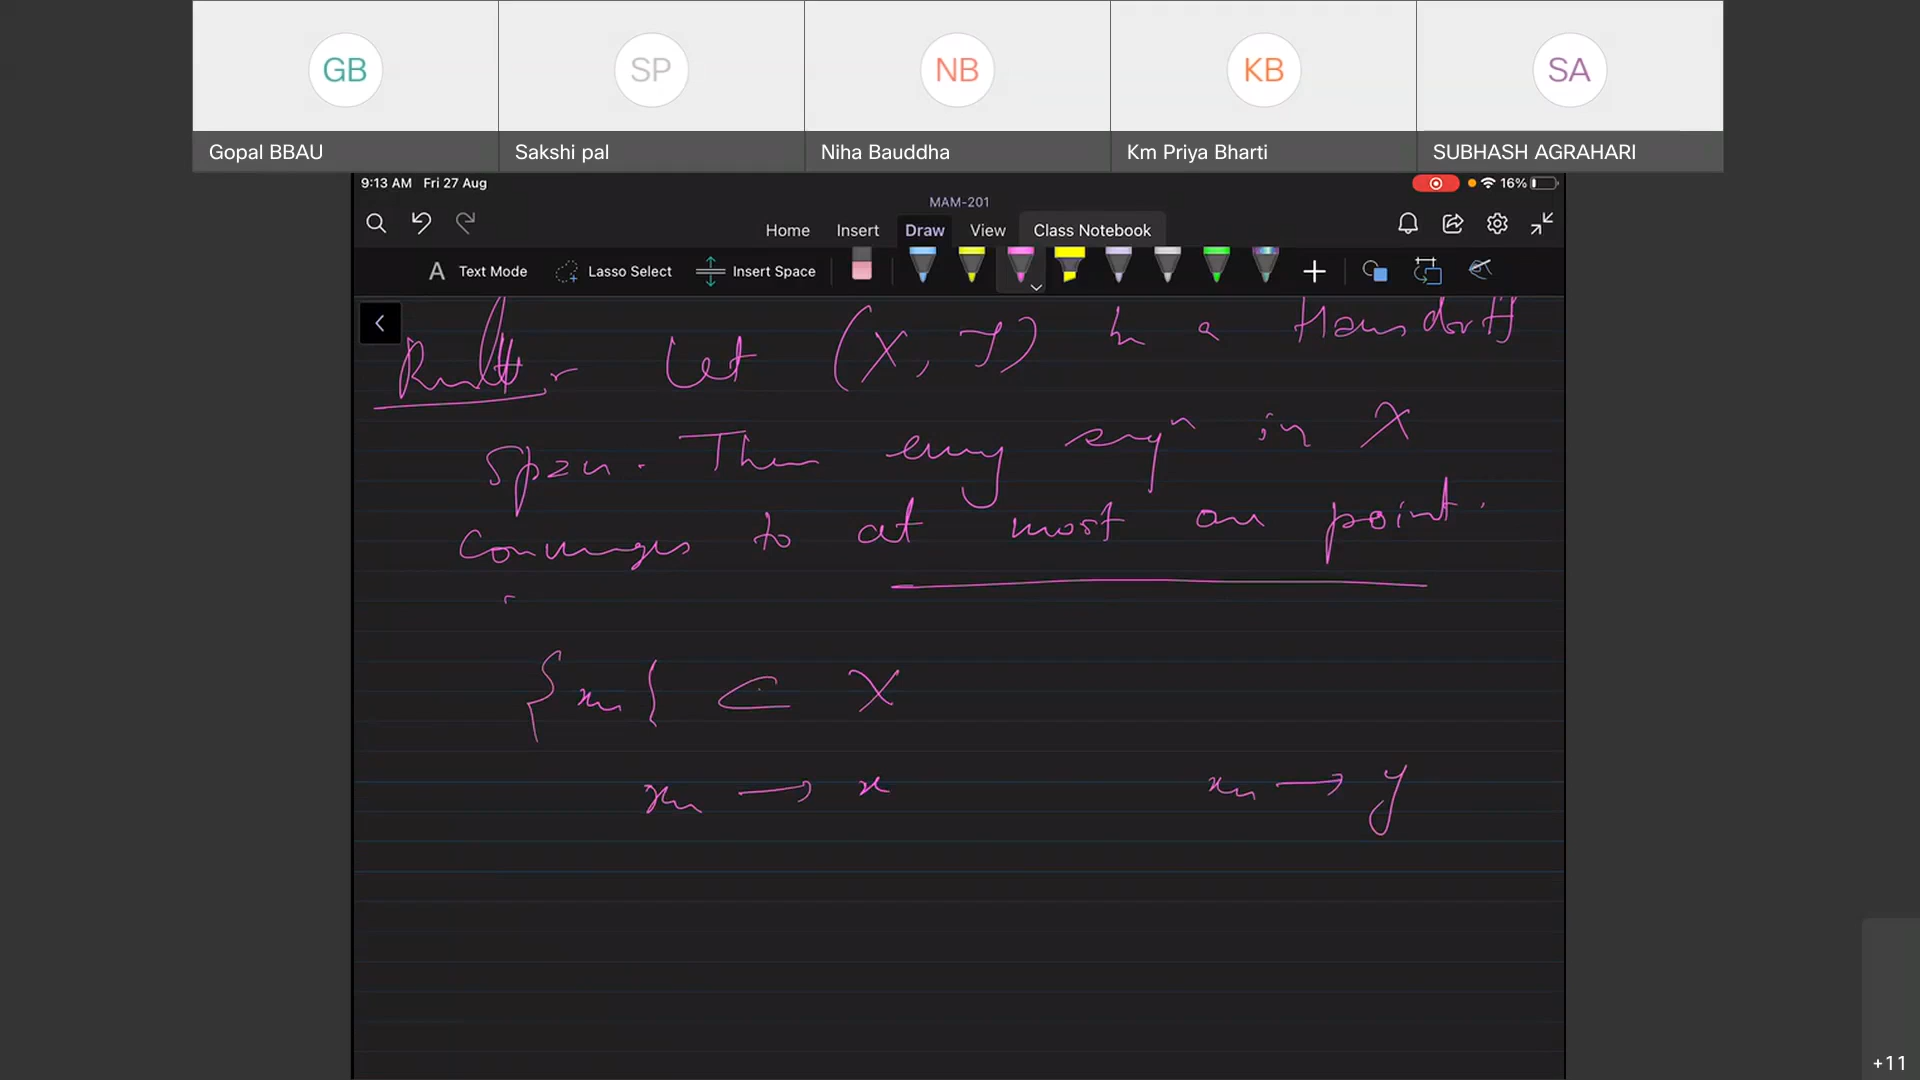 GB
SP
NB
KB
SA
Gopal BBAU
Sakshi pal
Niha Bauddha
Km Priya Bharti
SUBHASH AGRAHARI
9:13 AM Fri 27 Aug
16%
MAM-201
Home Insert Draw View Class Notebook
A Text Mode Lasso Select Insert Space
Result:- Let (X, T) be a Hausdorff
Space. Then every seqn in X
Converges to at most one point.
{xn} ⊂ X
xn → x xn → y
+11